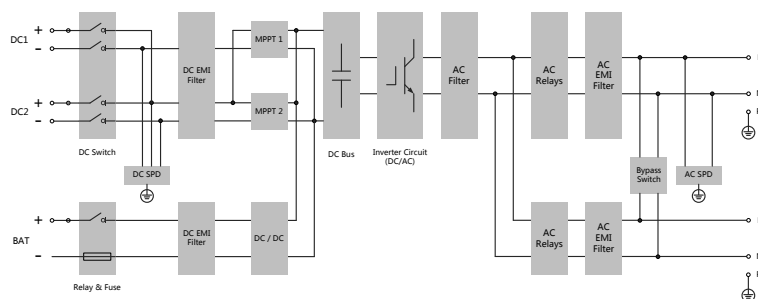 DC1
+
−
DC2
+
−
DC Switch
DC SPD
DC EMI
Filter
MPPT 1
MPPT 2
DC Bus
Inverter Circuit
(DC/AC)
AC
Filter
AC
Relays
AC
EMI
Filter
Bypass
Switch
AC SPD
BAT
+
−
Relay & Fuse
DC EMI
Filter
DC / DC
AC
Relays
AC
EMI
Filter